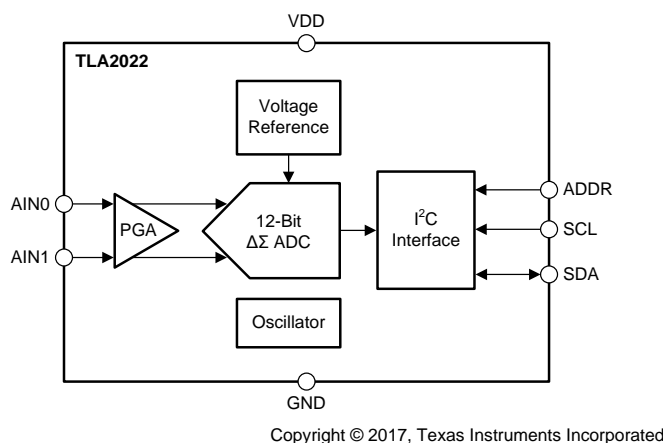 VDD
TLA2022
Voltage
Reference
AIN0
PGA
AIN1
12-Bit
ΔΣ ADC
I²C
Interface
ADDR
SCL
SDA
Oscillator
GND
Copyright © 2017, Texas Instruments Incorporated